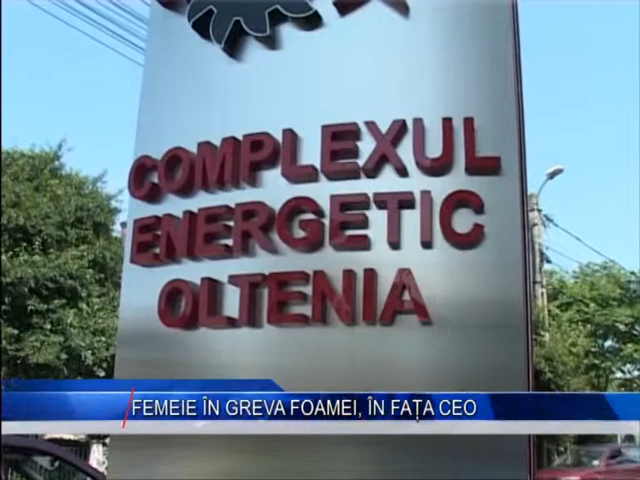 COMPLEXUL
ENERGETIC
OLTENIA
FEMEIE ÎN GREVA FOAMEI, ÎN FAȚA CEO